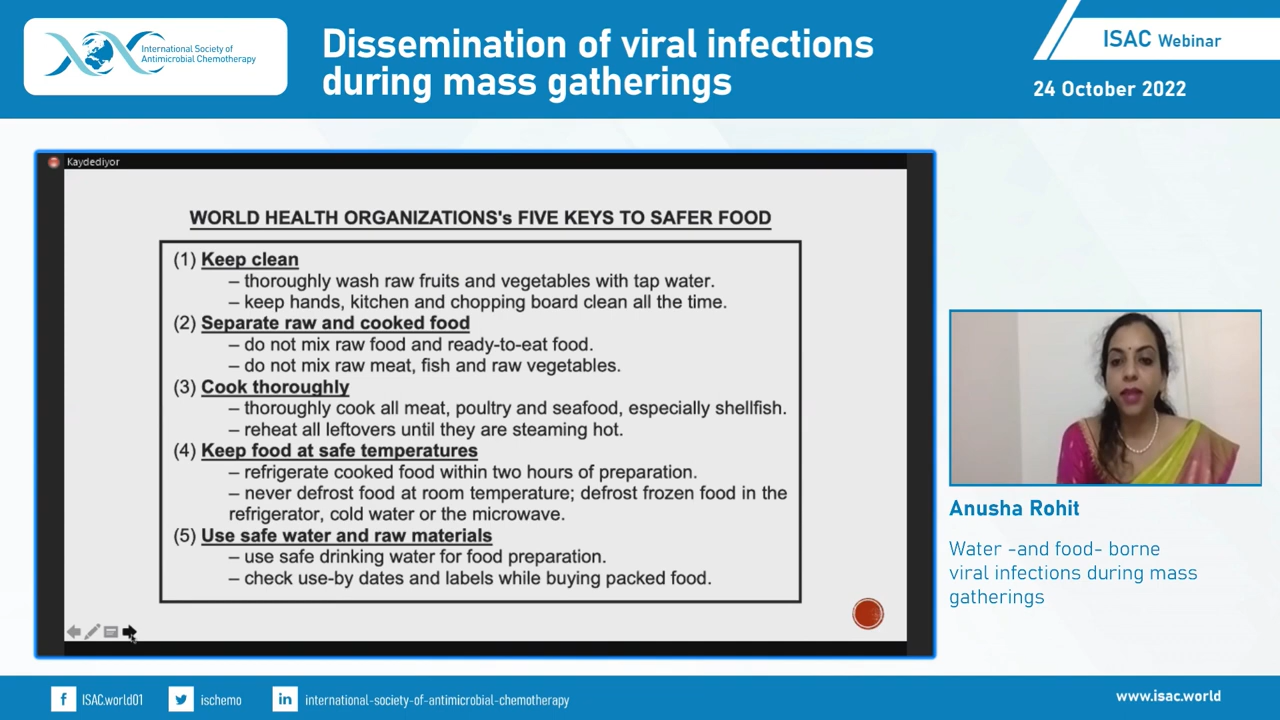 International Society of
Antimicrobial Chemotherapy
Dissemination of viral infections
during mass gatherings
ISAC Webinar
24 October 2022
Kaydediyor
WORLD HEALTH ORGANIZATIONS's FIVE KEYS TO SAFER FOOD
(1) Keep clean
– thoroughly wash raw fruits and vegetables with tap water.
– keep hands, kitchen and chopping board clean all the time.
(2) Separate raw and cooked food
– do not mix raw food and ready-to-eat food.
– do not mix raw meat, fish and raw vegetables.
(3) Cook thoroughly
– thoroughly cook all meat, poultry and seafood, especially shellfish.
– reheat all leftovers until they are steaming hot.
(4) Keep food at safe temperatures
– refrigerate cooked food within two hours of preparation.
– never defrost food at room temperature; defrost frozen food in the
refrigerator, cold water or the microwave.
(5) Use safe water and raw materials
– use safe drinking water for food preparation.
– check use-by dates and labels while buying packed food.
Anusha Rohit
Water -and food- borne
viral infections during mass
gatherings
f ISAC.world01
ischemo
in international-society-of-antimicrobial-chemotherapy
www.isac.world